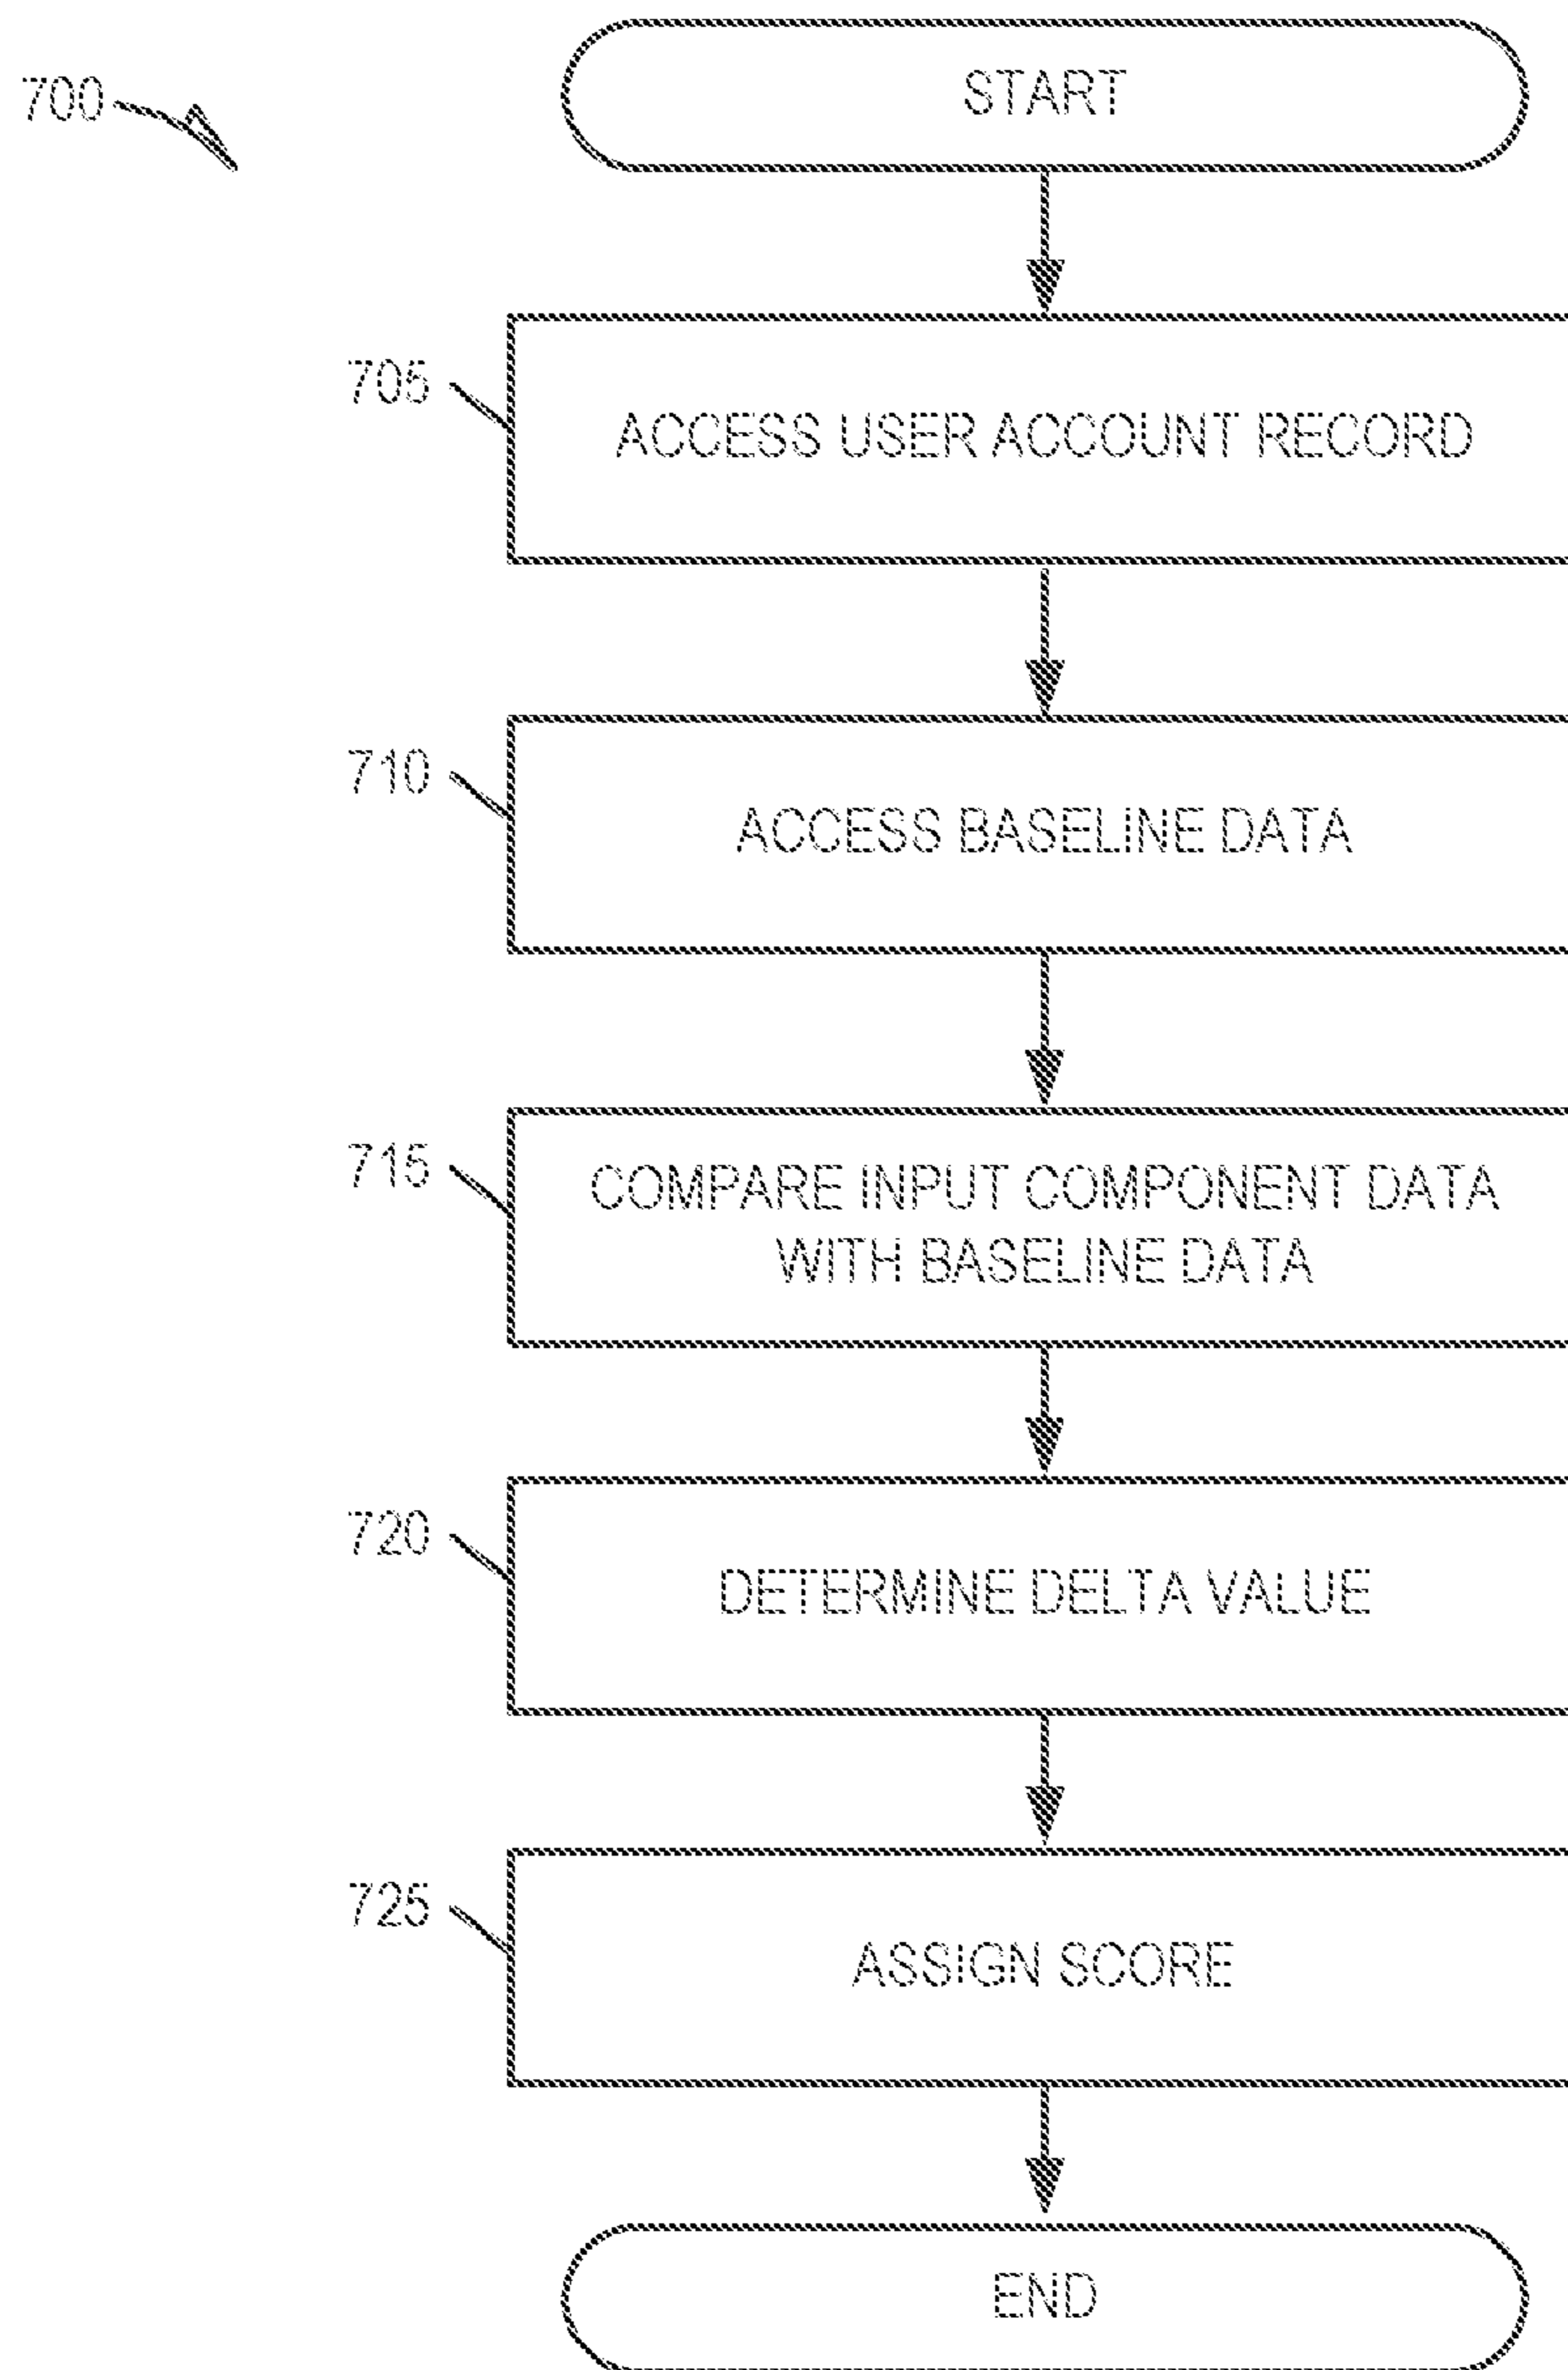 700
START
705
ACCESS USER ACCOUNT RECORD
710
ACCESS BASELINE DATA
715
COMPARE INPUT COMPONENT DATA
WITH BASELINE DATA
720
DETERMINE DELTA VALUE
725
ASSIGN SCORE
END